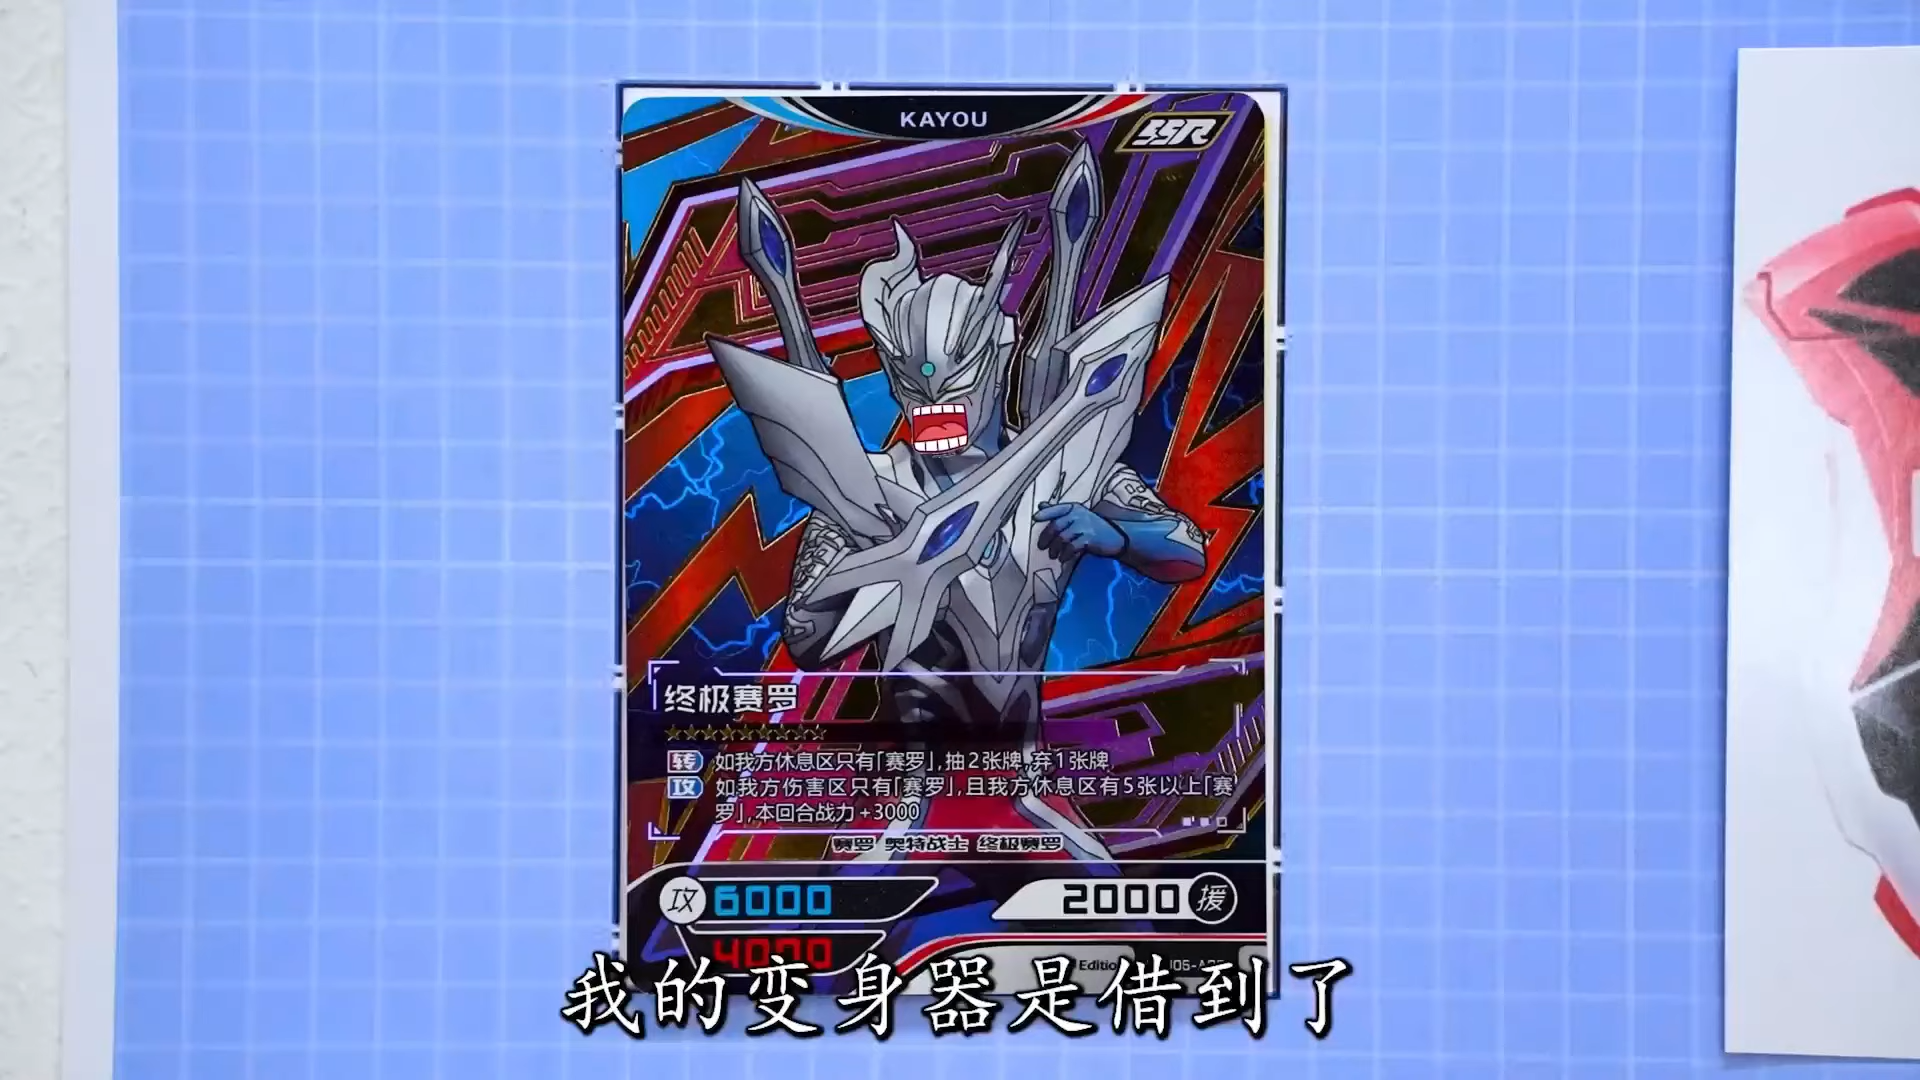 KAYOU
SSR
终极赛罗
转 如我方休息区只有「赛罗」,抽2张牌,弃1张牌
攻 如我方伤害区只有「赛罗」,且我方休息区有5张以上「赛
罗」,本回合战力+3000
赛罗 奥特战士 终极赛罗
攻 6000
2000 援
4000
我的变身器是借到了